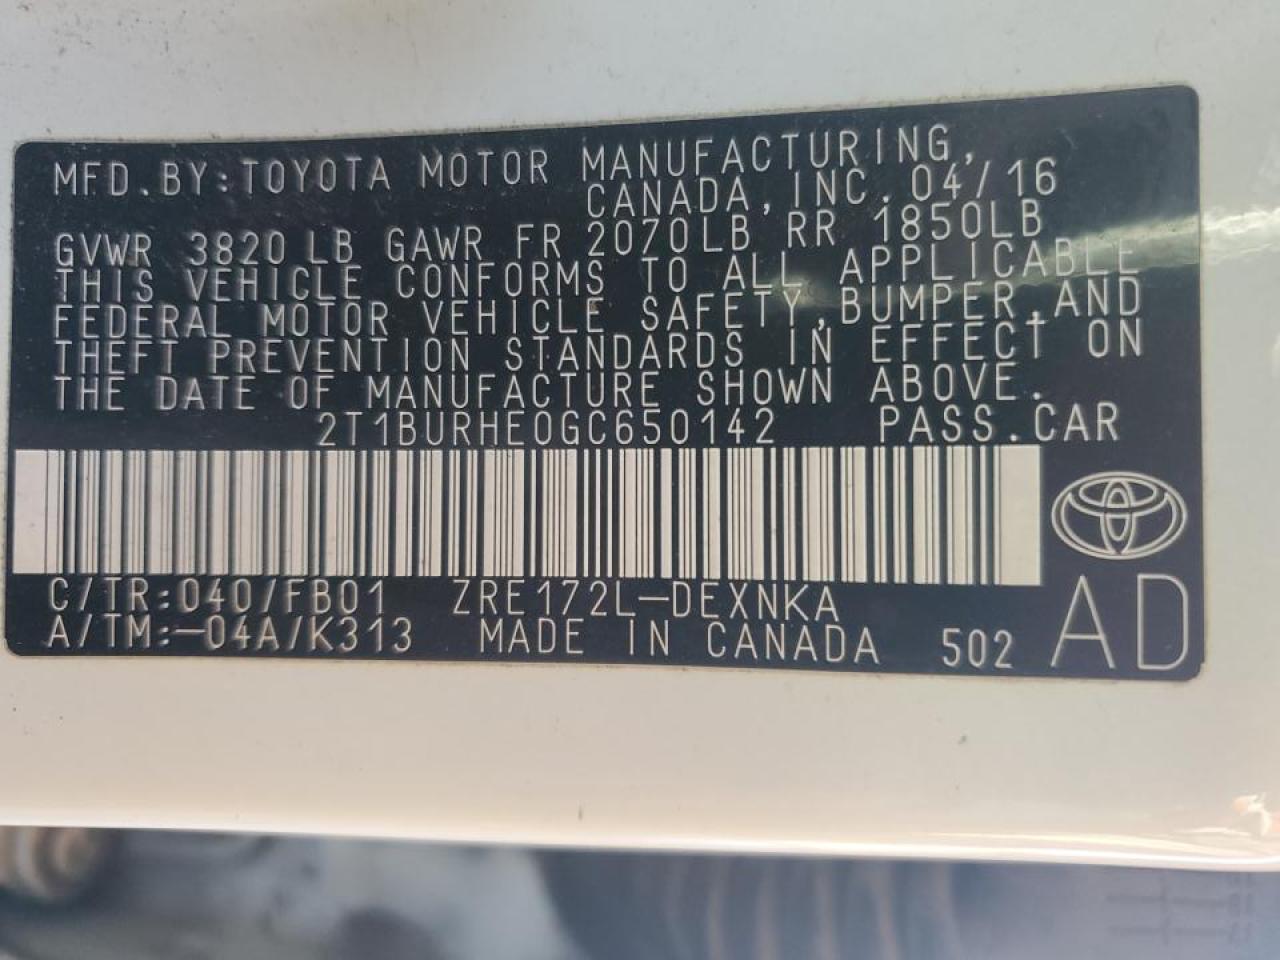 MFD.BY:TOYOTA MOTOR MANUFACTURING,
CANADA,INC.04/16
GVWR 3820LB GAWR FR 2070LB RR 1850LB
THIS VEHICLE CONFORMS TO ALL APPLICABLE
FEDERAL MOTOR VEHICLE SAFETY,BUMPER,AND
THEFT PREVENTION STANDARDS IN EFFECT ON
THE DATE OF MANUFACTURE SHOWN ABOVE.
2T1BURHE0GC650142 PASS.CAR
C/TR:040/FB01 ZRE172L-DEXNKA
A/TM:-04A/K313 MADE IN CANADA 502 AD